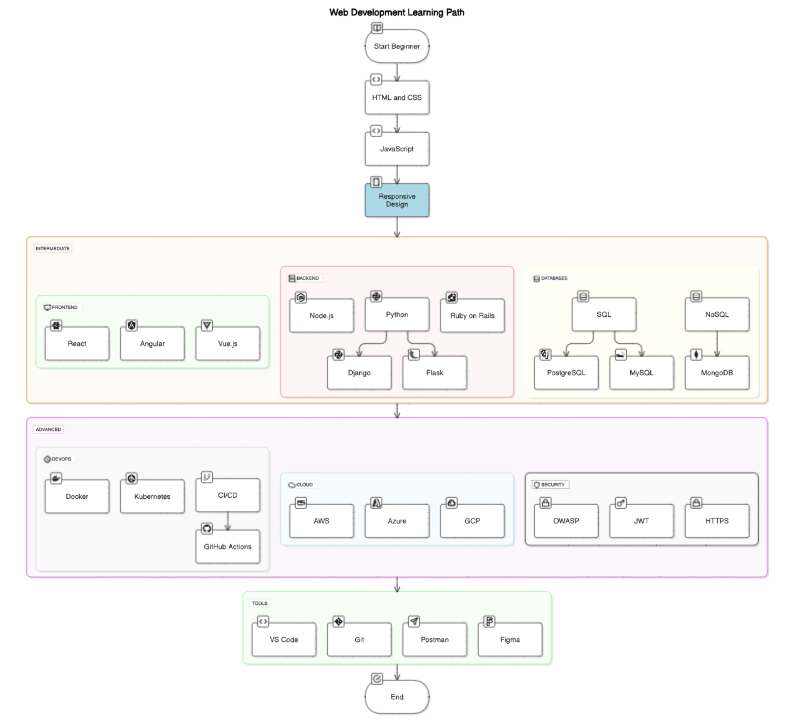 Web Development Learning Path
Start Beginner
HTML and CSS
JavaScript
Responsive
Design
INTERMEDIATE
FRONTEND
React
Angular
Vue.js
BACKEND
Node.js
Python
Ruby on Rails
Django
Flask
DATABASES
SQL
NoSQL
PostgreSQL
MySQL
MongoDB
ADVANCED
DEVOPS
Docker
Kubernetes
CI/CD
GitHub Actions
CLOUD
AWS
Azure
GCP
SECURITY
OWASP
JWT
HTTPS
TOOLS
VS Code
Git
Postman
Figma
End